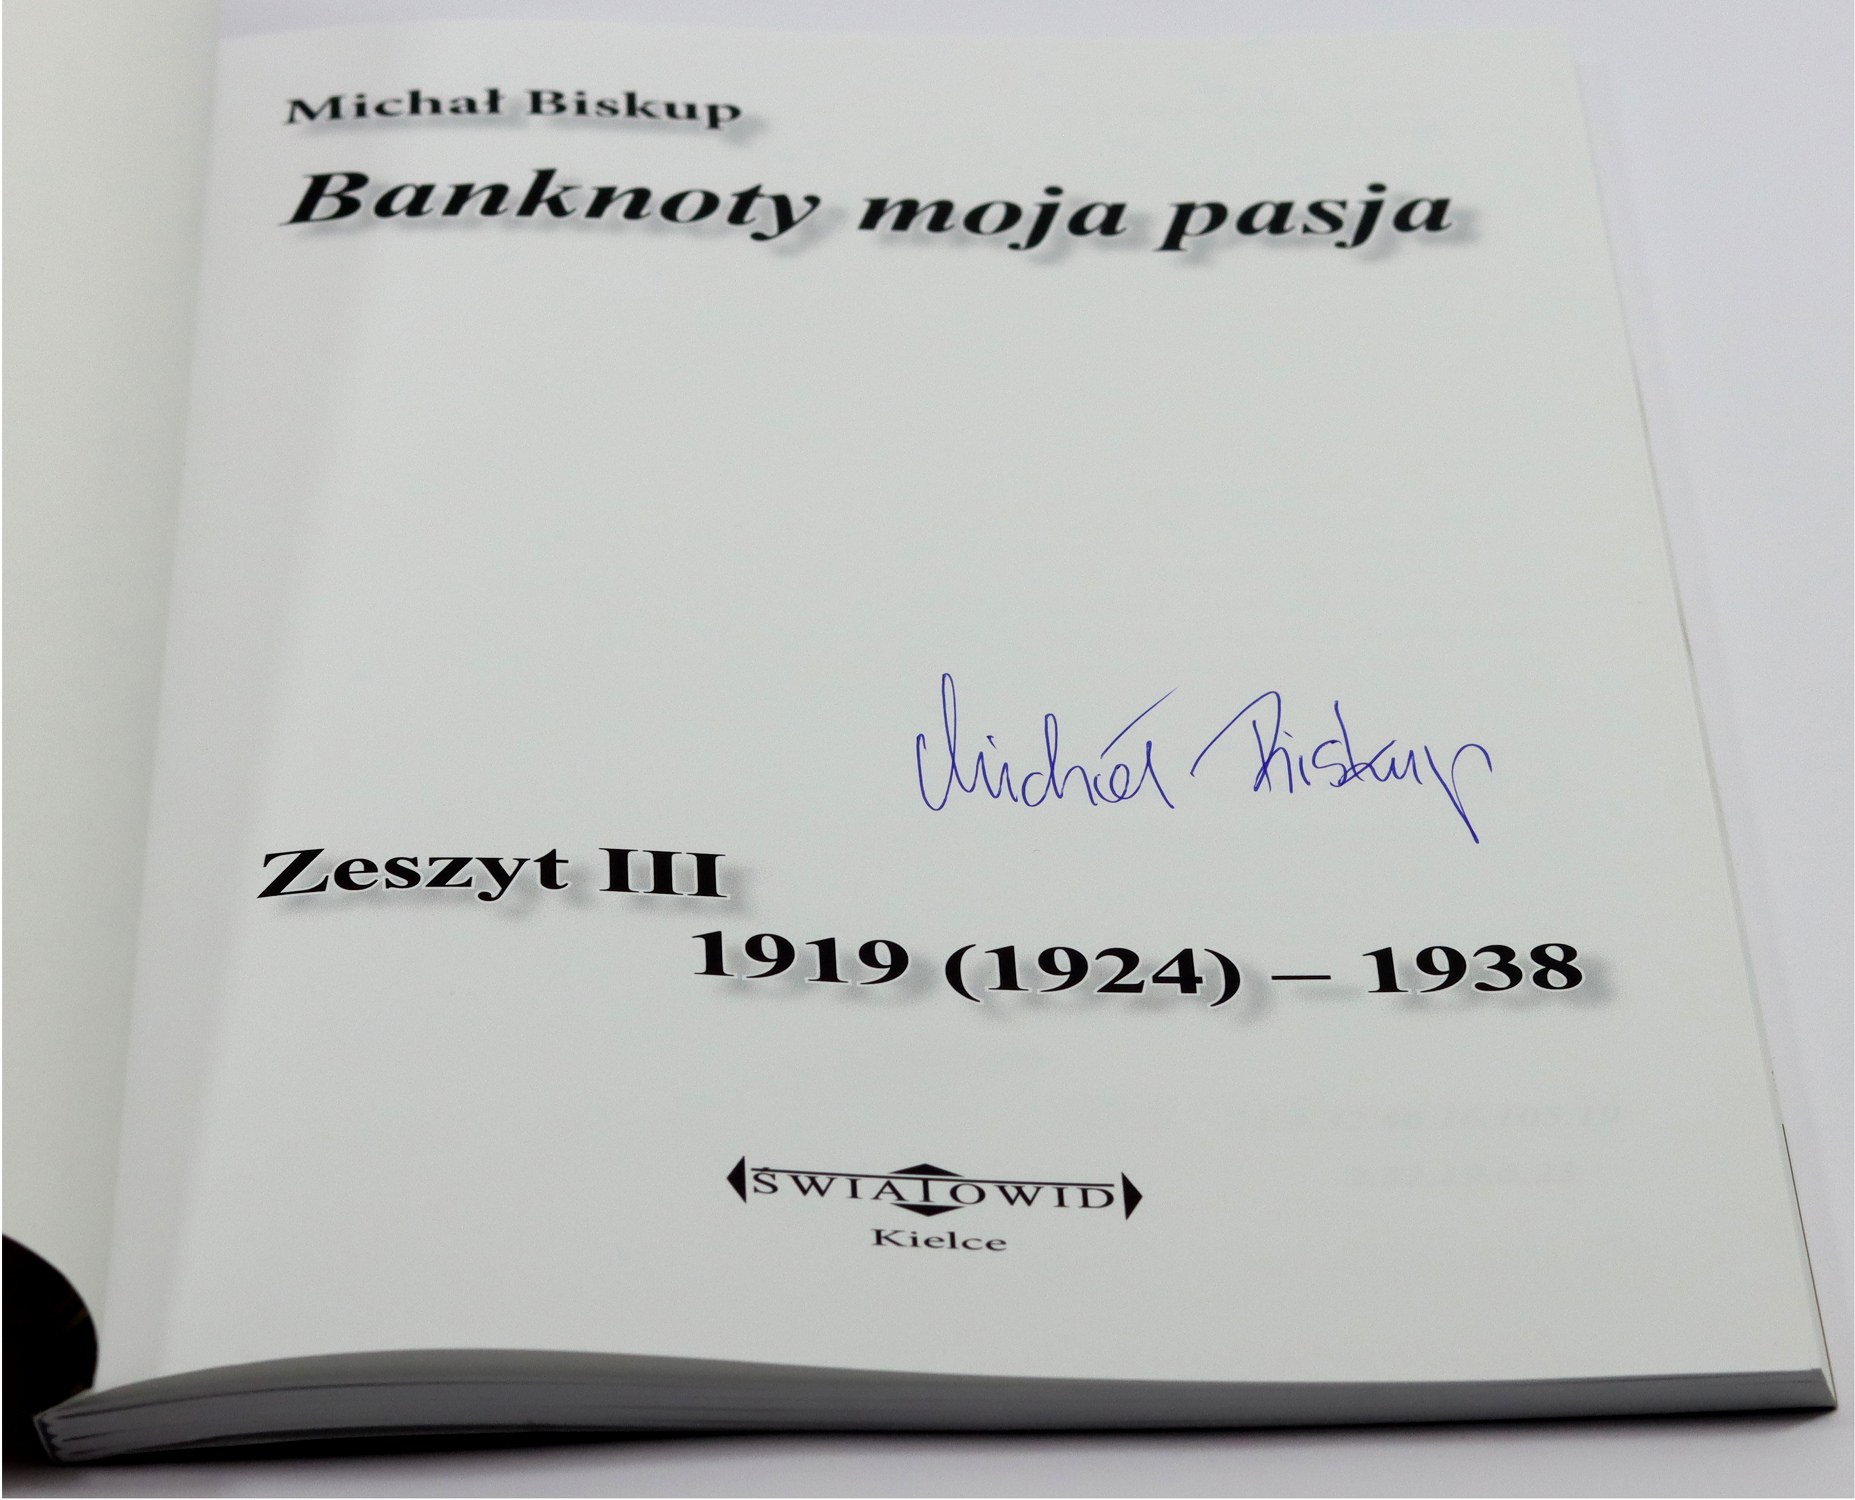 Michał Biskup
Banknoty moja pasja
Michał Biskup
Zeszyt III
1919 (1924) – 1938
ŚWIATOWID
Kielce